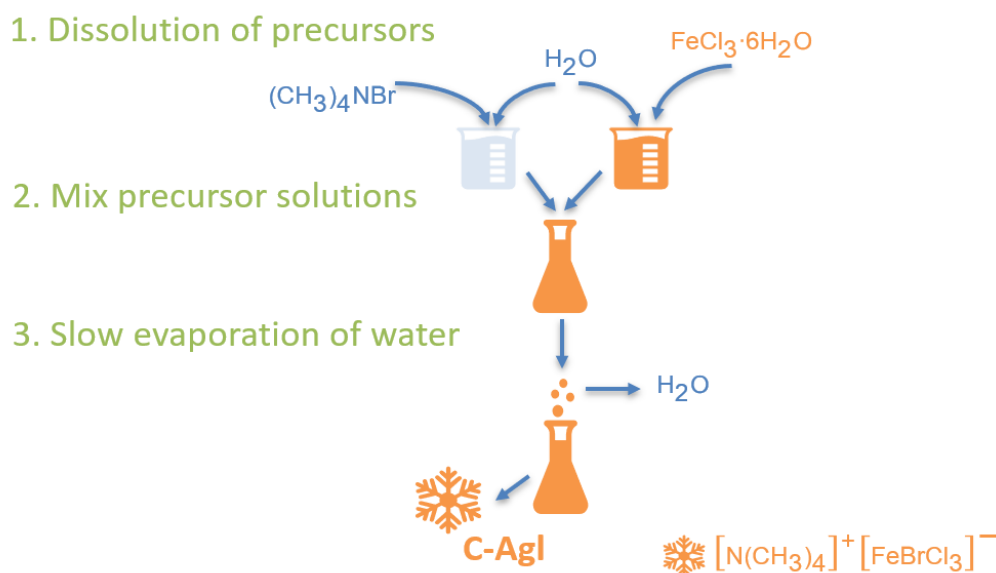 1. Dissolution of precursors
FeCl₃·6H₂O
H₂O
(CH₃)₄NBr
2. Mix precursor solutions
3. Slow evaporation of water
H₂O
C-Agl
[N(CH₃)₄]⁺[FeBrCl₃]⁻